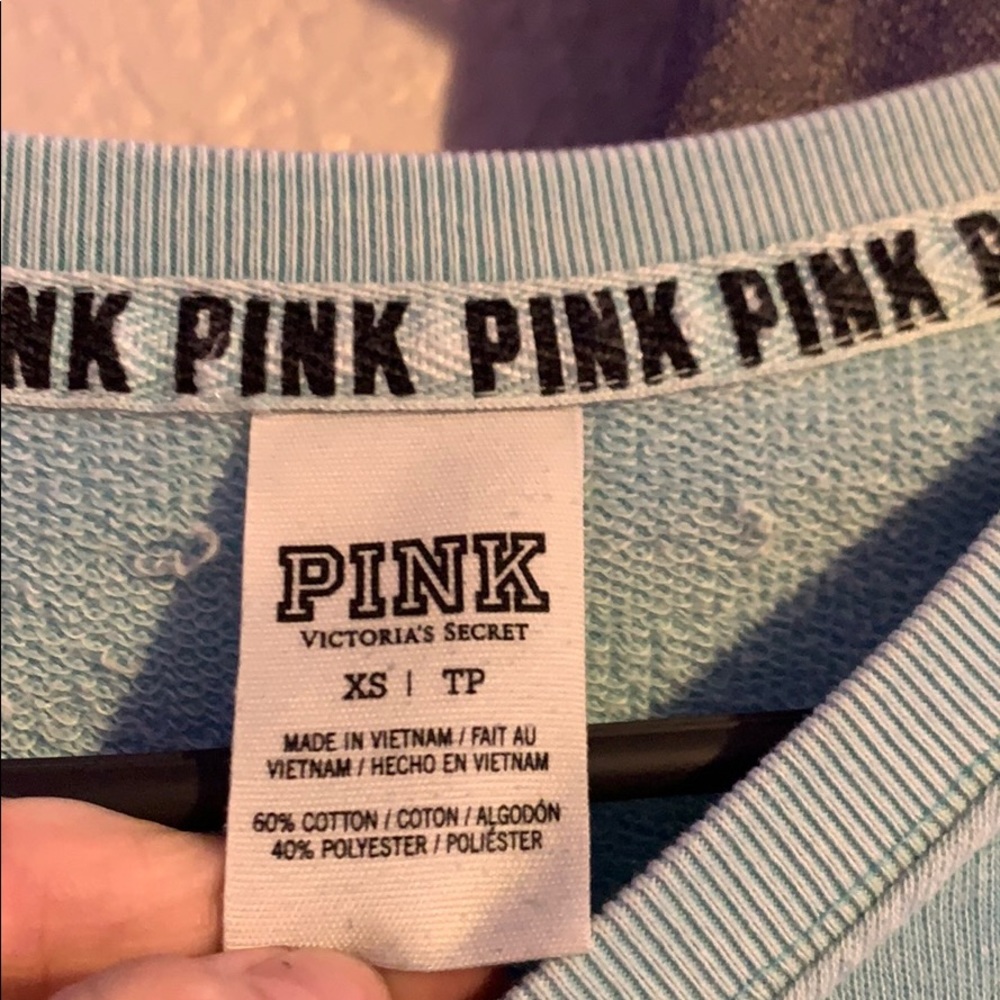 NK PINK PINK PINK P
PINK
VICTORIA'S SECRET
XS | TP
MADE IN VIETNAM / FAIT AU
VIETNAM / HECHO EN VIETNAM
60% COTTON / COTON / ALGODÓN
40% POLYESTER / POLIÉSTER